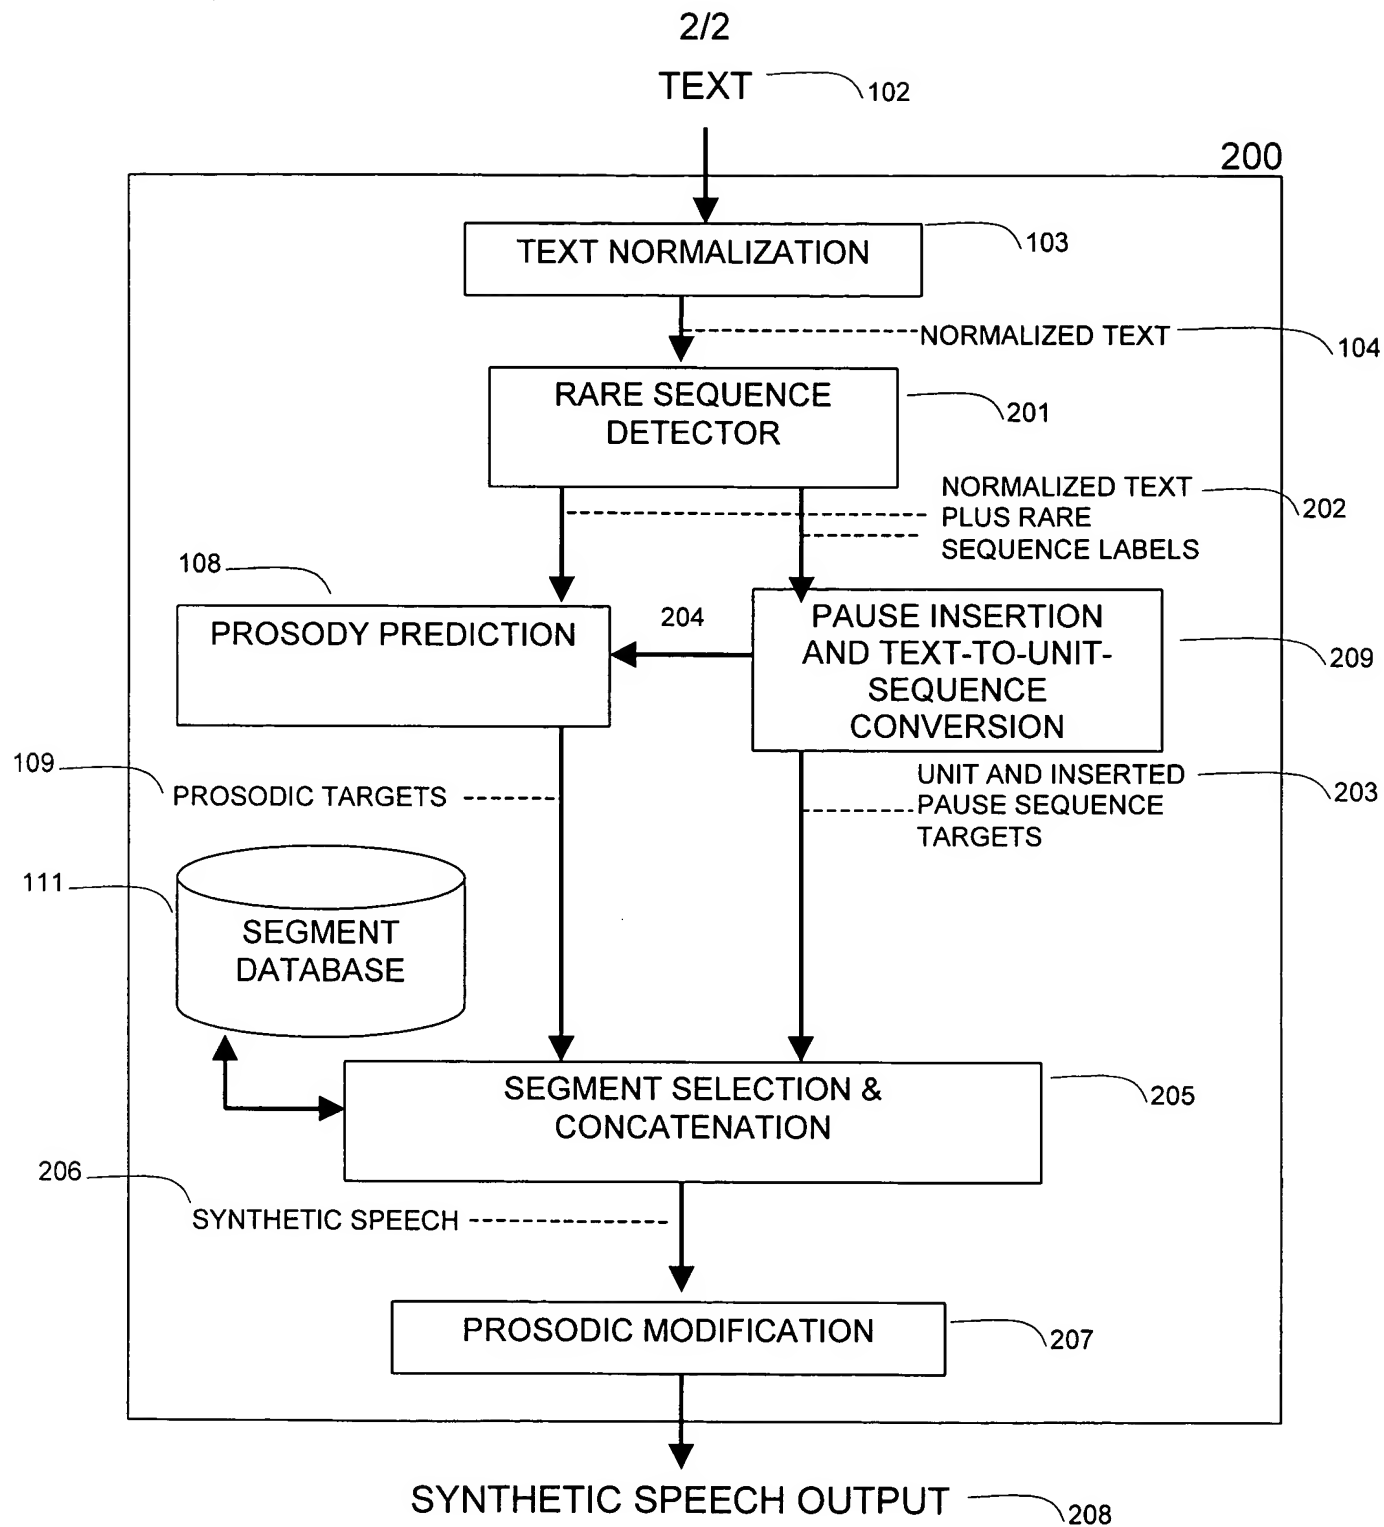 2/2
TEXT
102
200
TEXT NORMALIZATION
103
NORMALIZED TEXT
104
RARE SEQUENCE
DETECTOR
201
NORMALIZED TEXT
PLUS RARE
SEQUENCE LABELS
202
108
PROSODY PREDICTION
204
PAUSE INSERTION
AND TEXT-TO-UNIT-
SEQUENCE
CONVERSION
209
109
PROSODIC TARGETS
UNIT AND INSERTED
PAUSE SEQUENCE
TARGETS
203
111
SEGMENT
DATABASE
SEGMENT SELECTION &
CONCATENATION
205
206
SYNTHETIC SPEECH
PROSODIC MODIFICATION
207
SYNTHETIC SPEECH OUTPUT
208